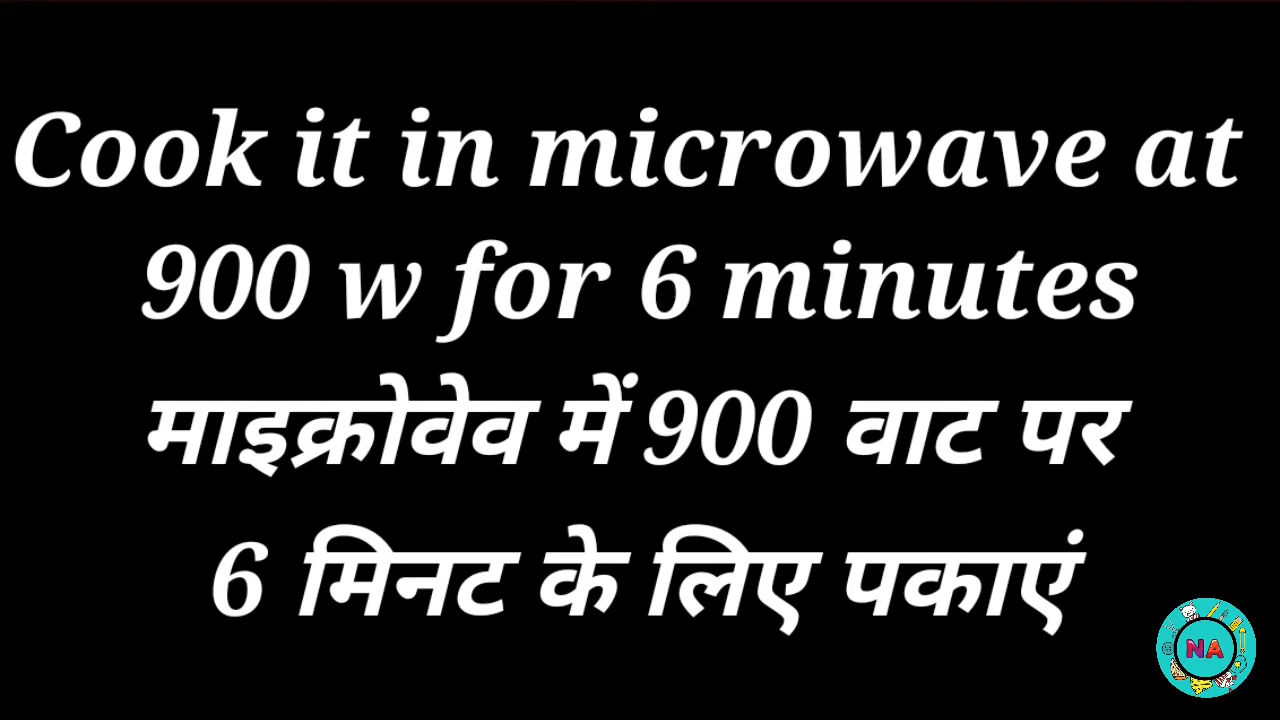 Cook it in microwave at
900 w for 6 minutes
माइक्रोवेव में 900 वाट पर
6 मिनट के लिए पकाएं
NA